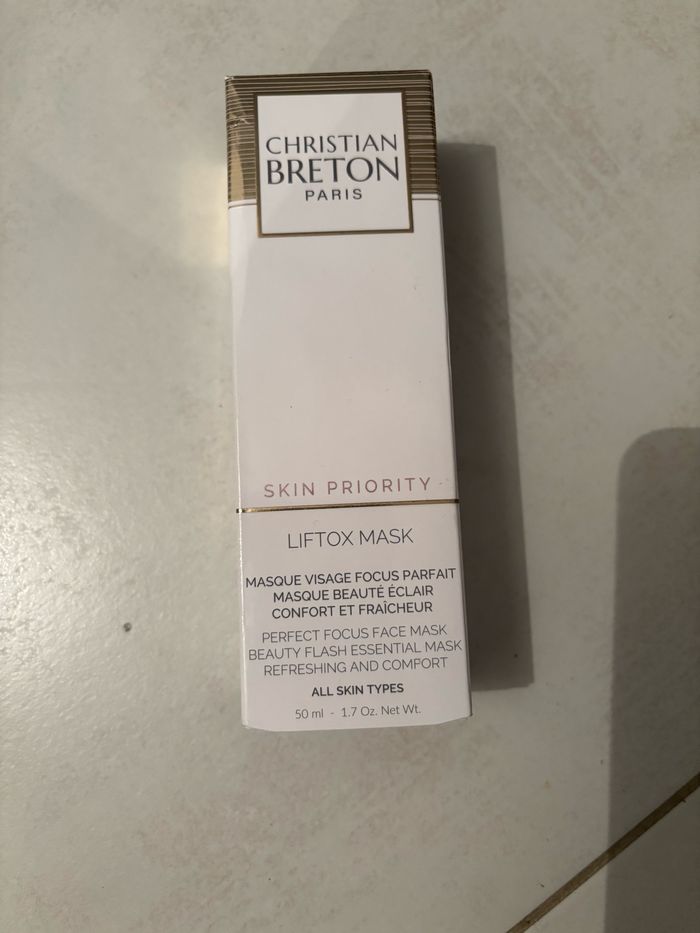 CHRISTIAN
BRETON
PARIS
SKIN PRIORITY
LIFTOX MASK
MASQUE VISAGE FOCUS PARFAIT
MASQUE BEAUTÉ ÉCLAIR
CONFORT ET FRAÎCHEUR
PERFECT FOCUS FACE MASK
BEAUTY FLASH ESSENTIAL MASK
REFRESHING AND COMFORT
ALL SKIN TYPES
50 ml - 1.7 Oz. Net Wt.